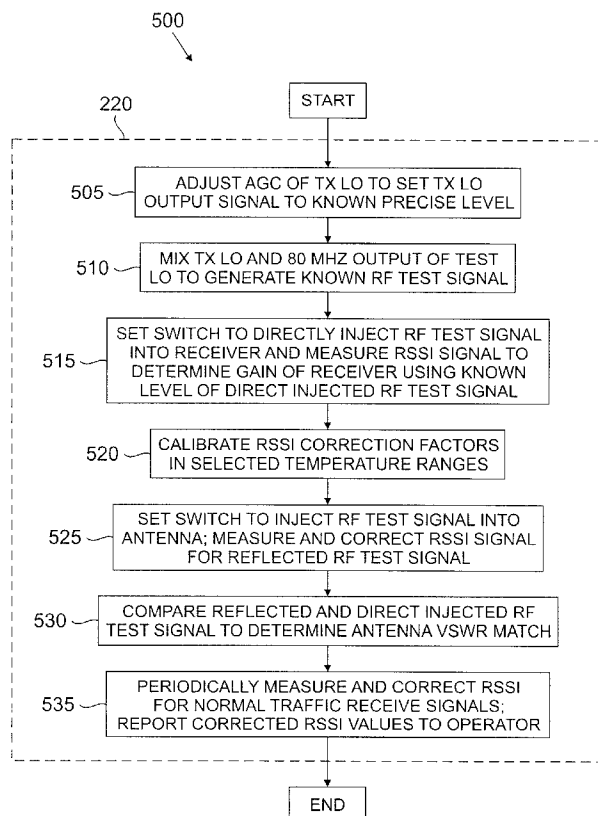 500
START
220
505
ADJUST AGC OF TX LO TO SET TX LO
OUTPUT SIGNAL TO KNOWN PRECISE LEVEL
510
MIX TX LO AND 80 MHZ OUTPUT OF TEST
LO TO GENERATE KNOWN RF TEST SIGNAL
515
SET SWITCH TO DIRECTLY INJECT RF TEST SIGNAL
INTO RECEIVER AND MEASURE RSSI SIGNAL TO
DETERMINE GAIN OF RECEIVER USING KNOWN
LEVEL OF DIRECT INJECTED RF TEST SIGNAL
520
CALIBRATE RSSI CORRECTION FACTORS
IN SELECTED TEMPERATURE RANGES
525
SET SWITCH TO INJECT RF TEST SIGNAL INTO
ANTENNA; MEASURE AND CORRECT RSSI SIGNAL
FOR REFLECTED RF TEST SIGNAL
530
COMPARE REFLECTED AND DIRECT INJECTED RF
TEST SIGNAL TO DETERMINE ANTENNA VSWR MATCH
535
PERIODICALLY MEASURE AND CORRECT RSSI
FOR NORMAL TRAFFIC RECEIVE SIGNALS;
REPORT CORRECTED RSSI VALUES TO OPERATOR
END